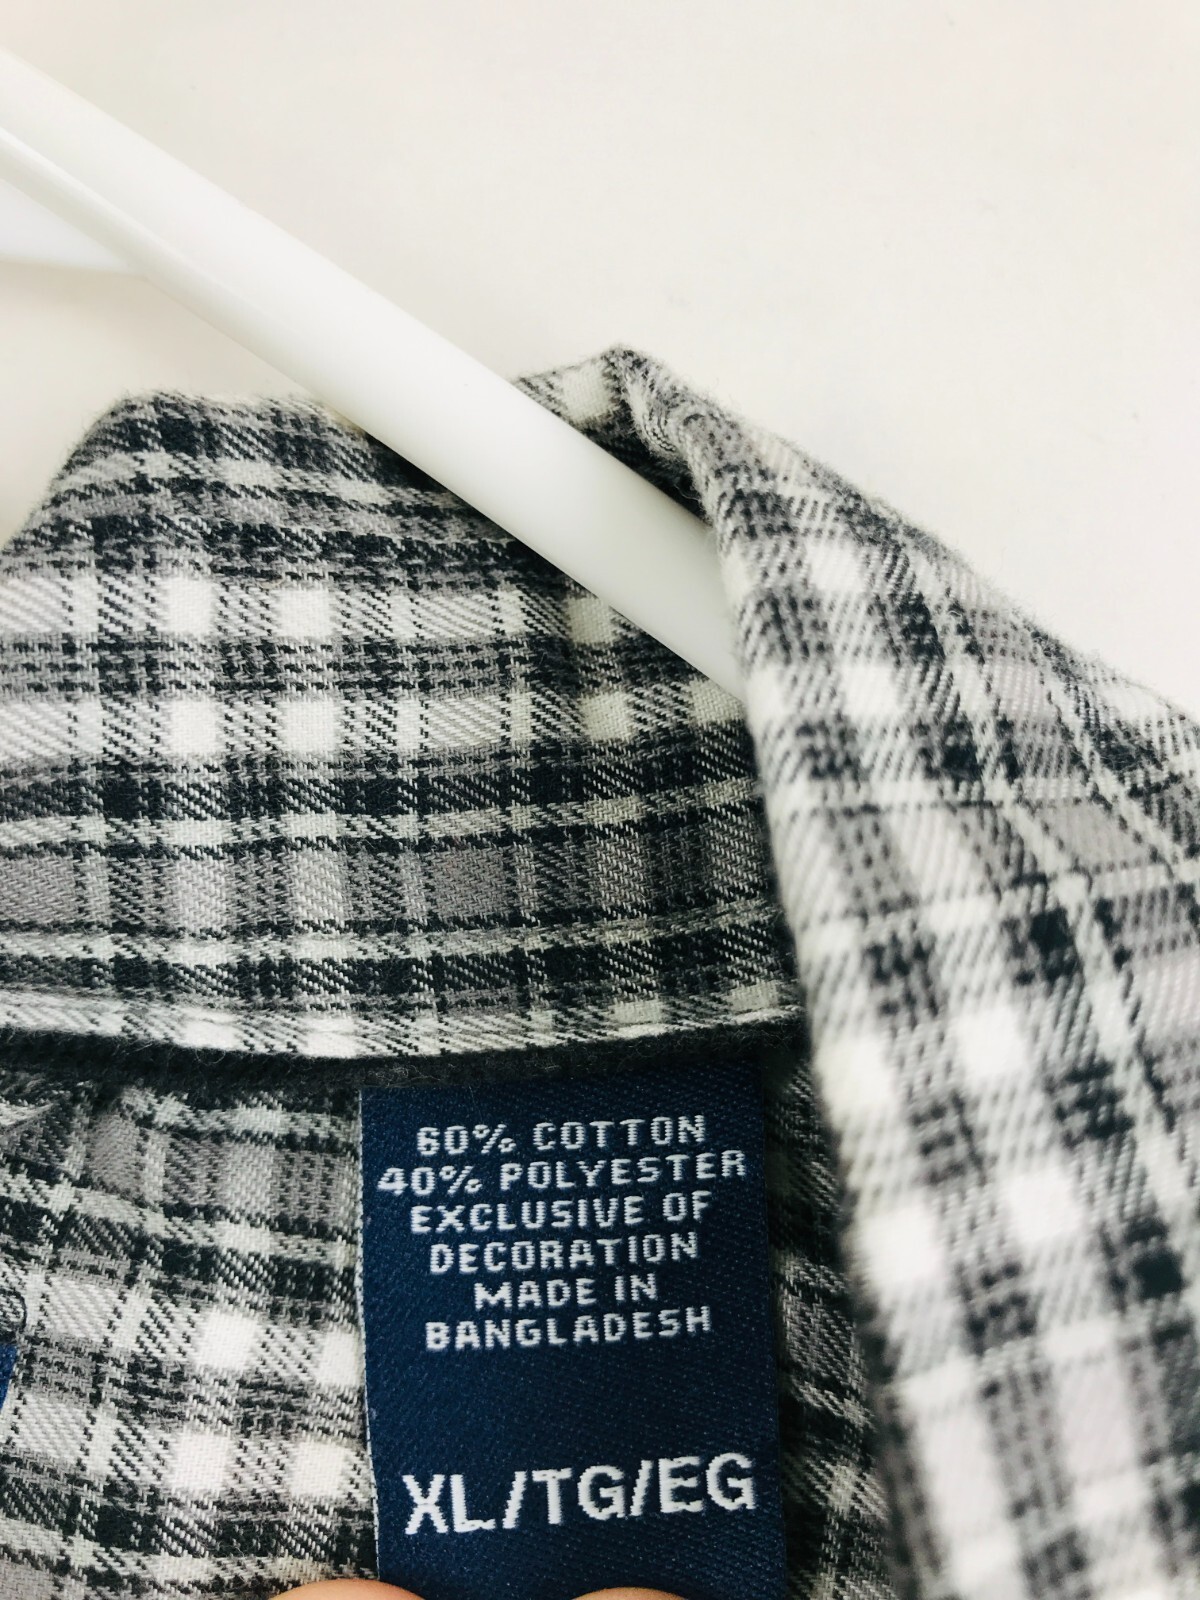 60% COTTON
40% POLYESTER
EXCLUSIVE OF
DECORATION
MADE IN
BANGLADESH
XL/TG/EG